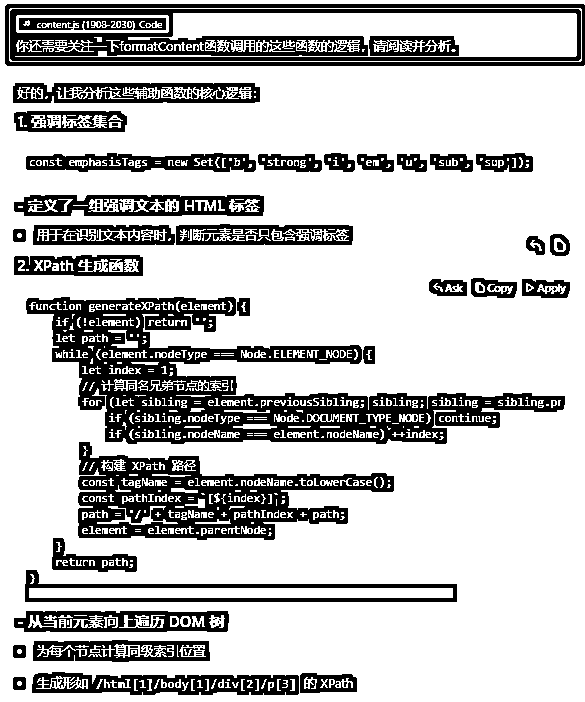 content.js (1908-2030) Code
你还需要关注一下formatContent函数调用的这些函数的逻辑，请阅读并分析。
好的，让我分析这些辅助函数的核心逻辑：
1. 强调标签集合
const emphasisTags = new Set(['b', 'strong', 'i', 'em', 'u', 'sub', 'sup']);
- 定义了一组强调文本的 HTML 标签
用于在识别文本内容时，判断元素是否只包含强调标签
2. XPath 生成函数
Ask Copy Apply
function generateXPath(element) {
if (!element) return '';
let path = '';
while (element.nodeType === Node.ELEMENT_NODE) {
let index = 1;
// 计算同名兄弟节点的索引
for (let sibling = element.previousSibling; sibling; sibling = sibling.pr
if (sibling.nodeType === Node.DOCUMENT_TYPE_NODE) continue;
if (sibling.nodeName === element.nodeName) ++index;
}
// 构建 XPath 路径
const tagName = element.nodeName.toLowerCase();
const pathIndex = `[${index}]`;
path = '/' + tagName + pathIndex + path;
element = element.parentNode;
}
return path;
}
- 从当前元素向上遍历 DOM 树
为每个节点计算同级索引位置
生成形如 /html[1]/body[1]/div[2]/p[3] 的 XPath